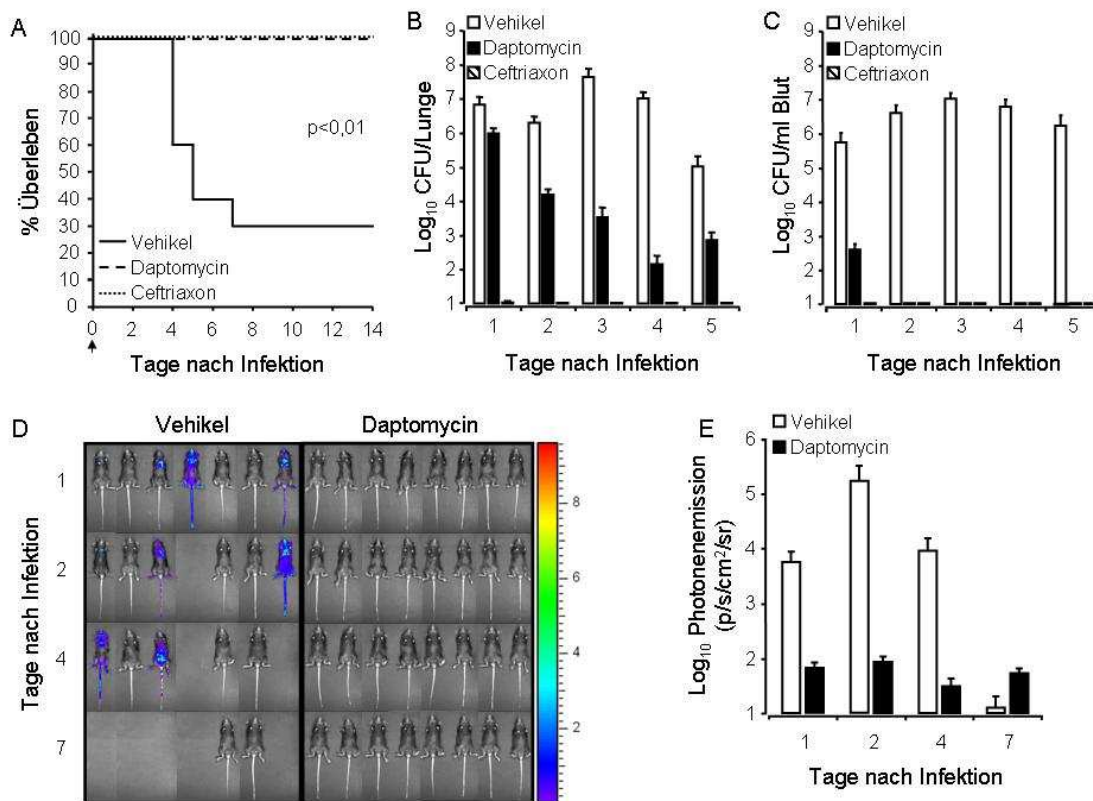 A
100
90
80
70
60
50
40
30
20
10
0
% Überleben
p<0,01
Vehikel
Daptomycin
Ceftriaxon
0 2 4 6 8 10 12 14
Tage nach Infektion
B
Vehikel
Daptomycin
Ceftriaxon
9
8
7
6
5
4
3
2
1
Log₁₀ CFU/Lunge
1 2 3 4 5
Tage nach Infektion
C
Vehikel
Daptomycin
Ceftriaxon
9
8
7
6
5
4
3
2
1
Log₁₀ CFU/ml Blut
1 2 3 4 5
Tage nach Infektion
D
Vehikel Daptomycin
Tage nach Infektion
1
2
4
7
8
6
4
2
E
Vehikel
Daptomycin
6
5
4
3
2
1
Log₁₀ Photonenemission
(p/s/cm²/sr)
1 2 4 7
Tage nach Infektion